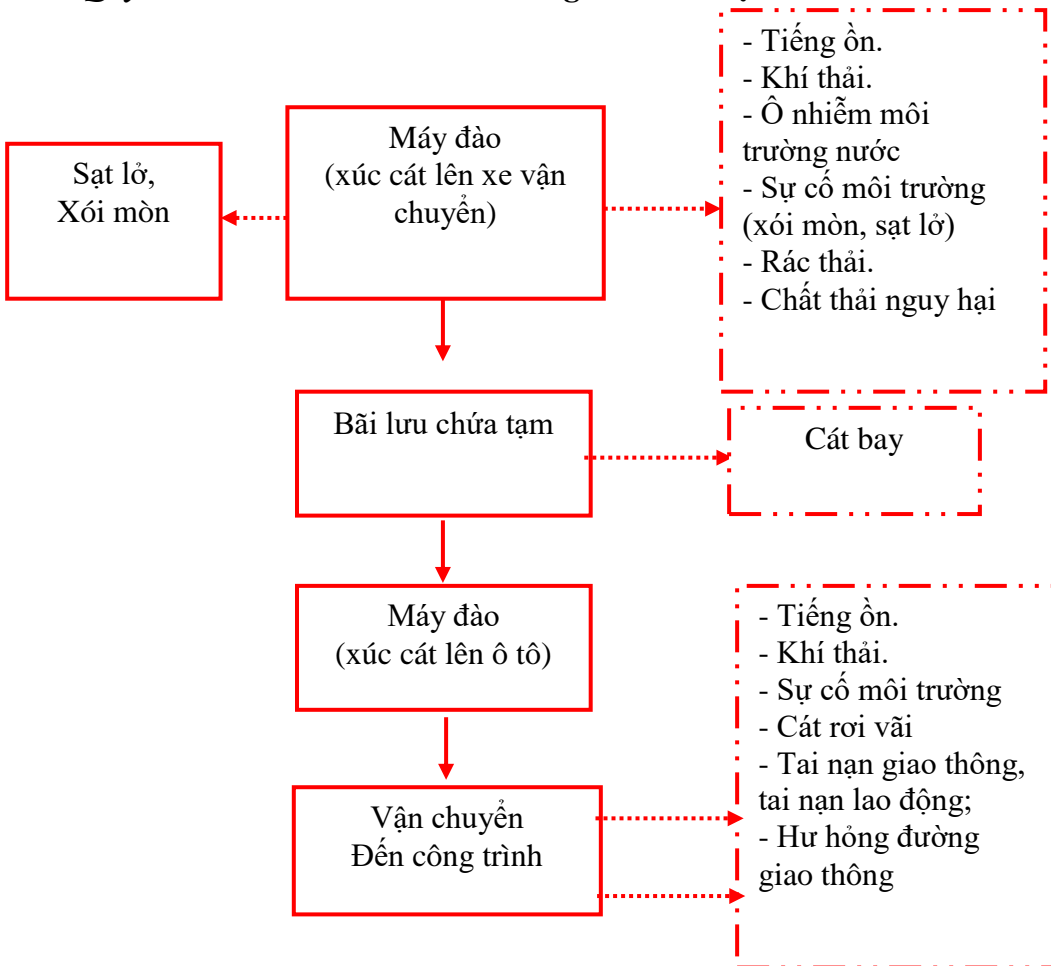 - Tiếng ồn.
- Khí thải.
- Ô nhiễm môi
trường nước
- Sự cố môi trường
(xói mòn, sạt lở)
- Rác thải.
- Chất thải nguy hại
Máy đào
(xúc cát lên xe vận
chuyển)
Sạt lở,
Xói mòn
Bãi lưu chứa tạm
Cát bay
Máy đào
(xúc cát lên ô tô)
- Tiếng ồn.
- Khí thải.
- Sự cố môi trường
- Cát rơi vãi
- Tai nạn giao thông,
tai nạn lao động;
- Hư hỏng đường
giao thông
Vận chuyển
Đến công trình